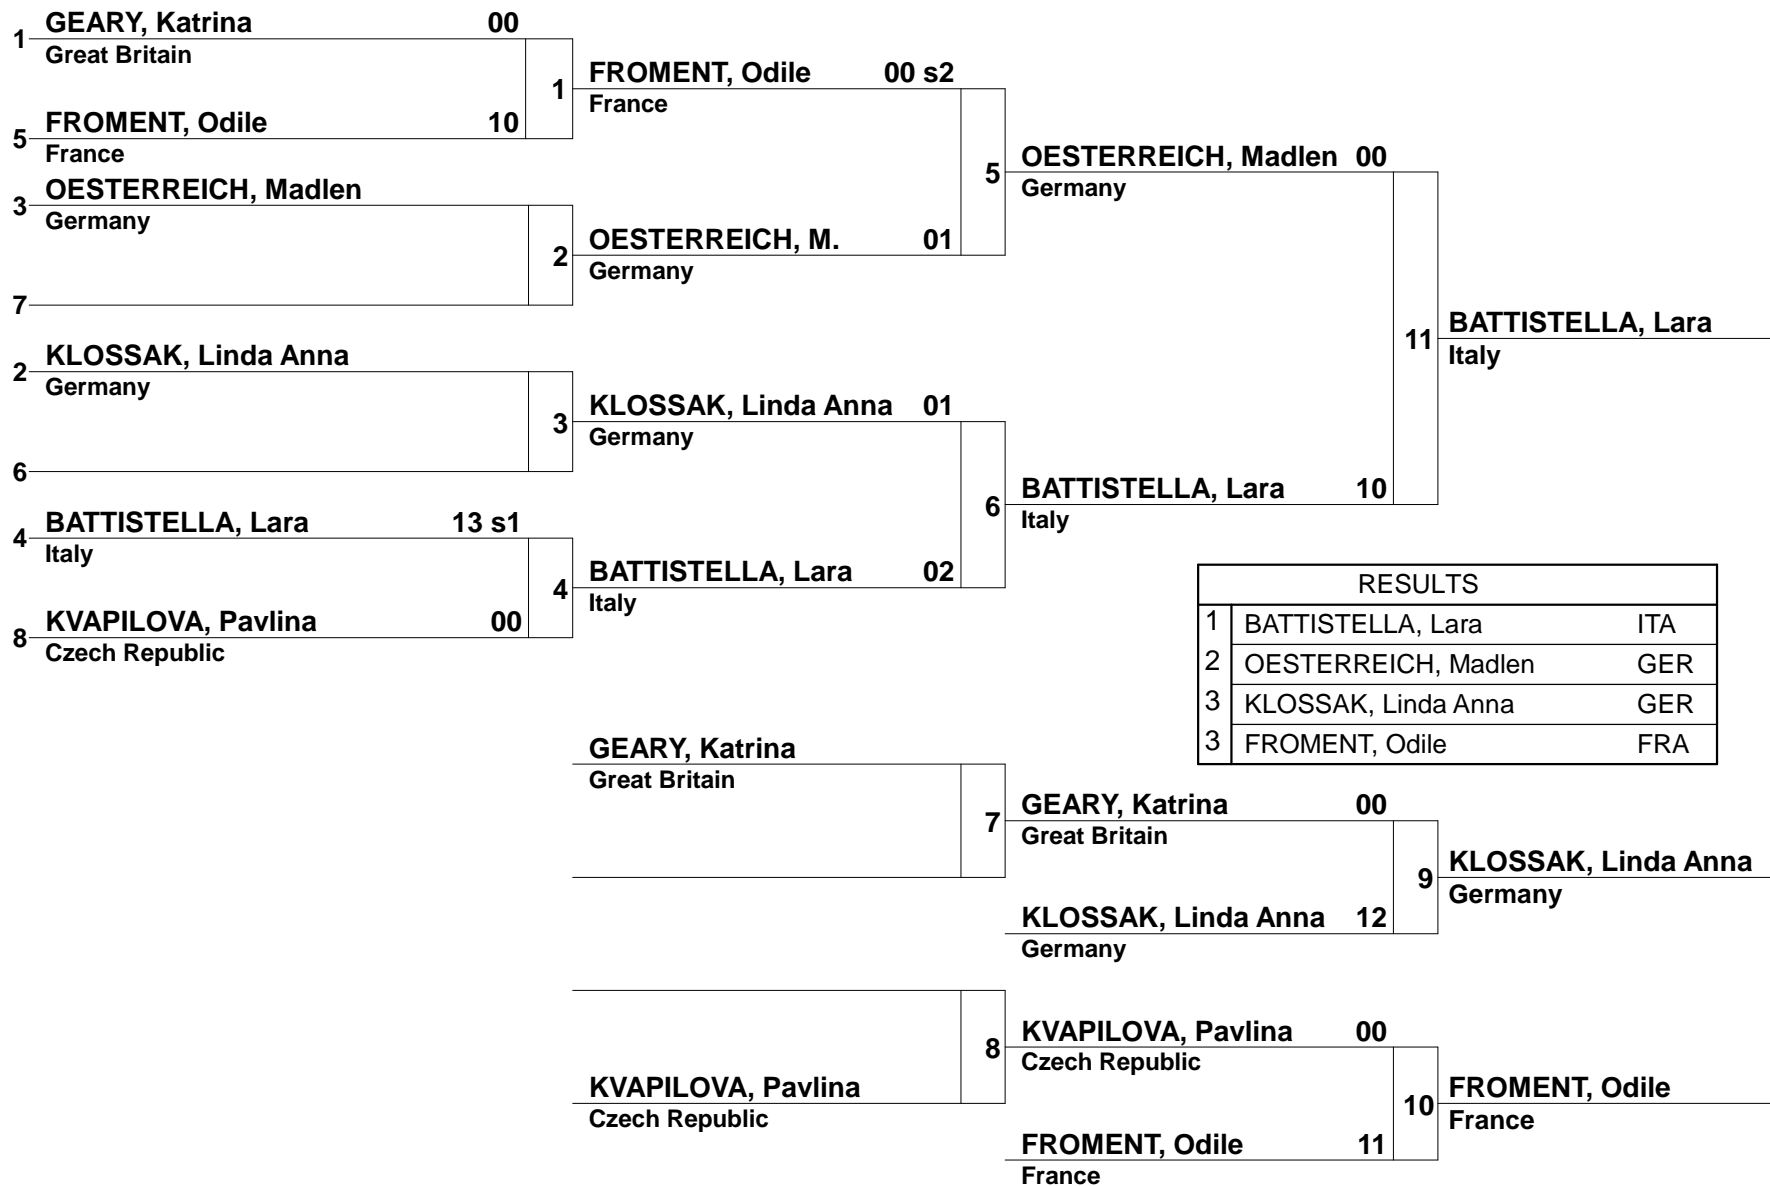 GEARY, Katrina 00
1
Great Britain
FROMENT, Odile 10
5
France
OESTERREICH, Madlen
3
Germany
7
KLOSSAK, Linda Anna
2
Germany
6
BATTISTELLA, Lara 13 s1
4
Italy
KVAPILOVA, Pavlina 00
8
Czech Republic
1
FROMENT, Odile 00 s2
France
2
OESTERREICH, M. 01
Germany
3
KLOSSAK, Linda Anna 01
Germany
4
BATTISTELLA, Lara 02
Italy
5
OESTERREICH, Madlen 00
Germany
6
BATTISTELLA, Lara 10
Italy
11
BATTISTELLA, Lara
Italy
RESULTS
1 BATTISTELLA, Lara ITA
2 OESTERREICH, Madlen GER
3 KLOSSAK, Linda Anna GER
3 FROMENT, Odile FRA
GEARY, Katrina
Great Britain
7
GEARY, Katrina 00
Great Britain
KLOSSAK, Linda Anna 12
Germany
9
KLOSSAK, Linda Anna
Germany
KVAPILOVA, Pavlina
Czech Republic
8
KVAPILOVA, Pavlina 00
Czech Republic
FROMENT, Odile 11
France
10
FROMENT, Odile
France